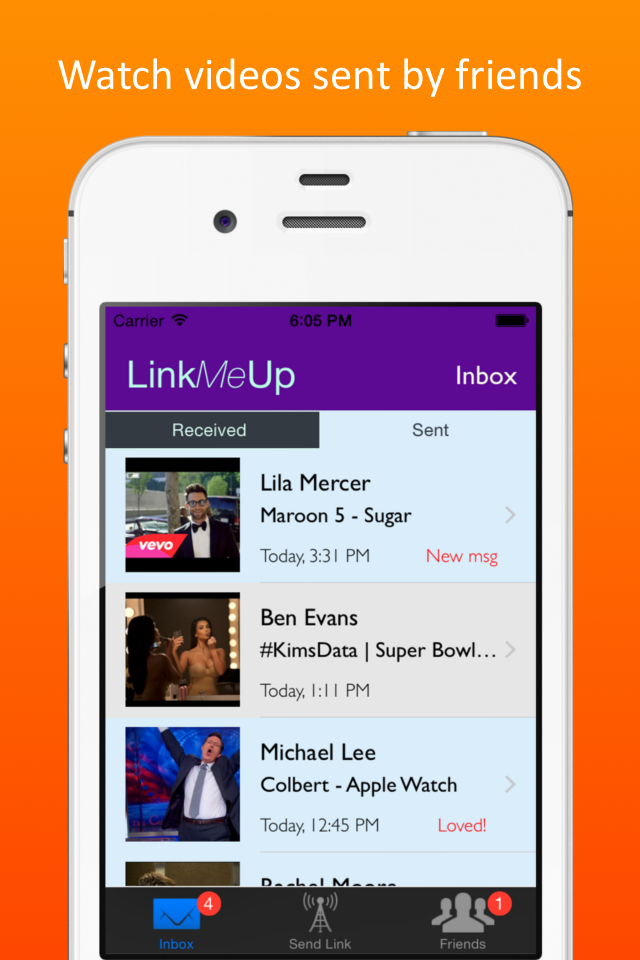 Watch videos sent by friends
Carrier 6:05 PM
LinkMeUp Inbox
Received Sent
Lila Mercer
Maroon 5 - Sugar
vevo
Today, 3:31 PM New msg
Ben Evans
#KimsData | Super Bowl...
Today, 1:11 PM
Michael Lee
Colbert - Apple Watch
Today, 12:45 PM Loved!
Rachel Moore
4 1
Inbox Send Link Friends